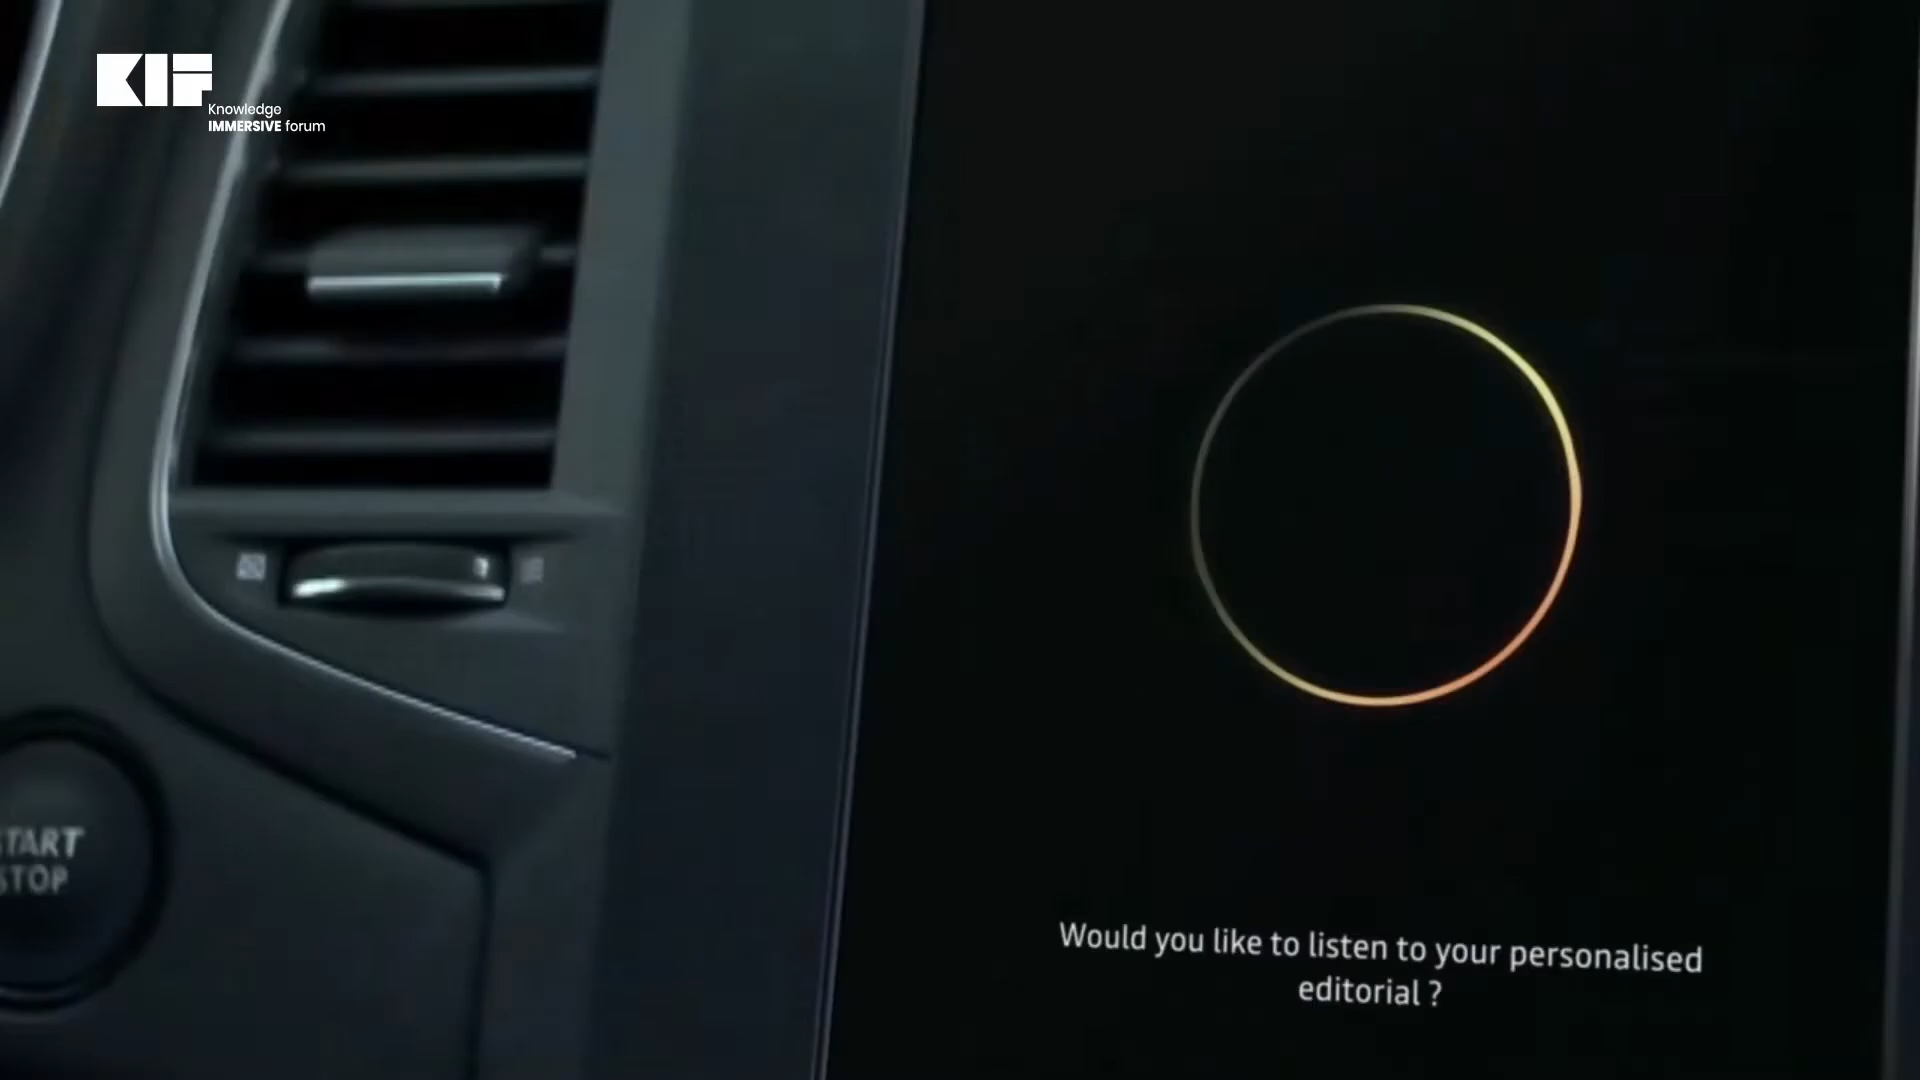 KIF
Knowledge
IMMERSIVE forum
START
STOP
Would you like to listen to your personalised
editorial ?